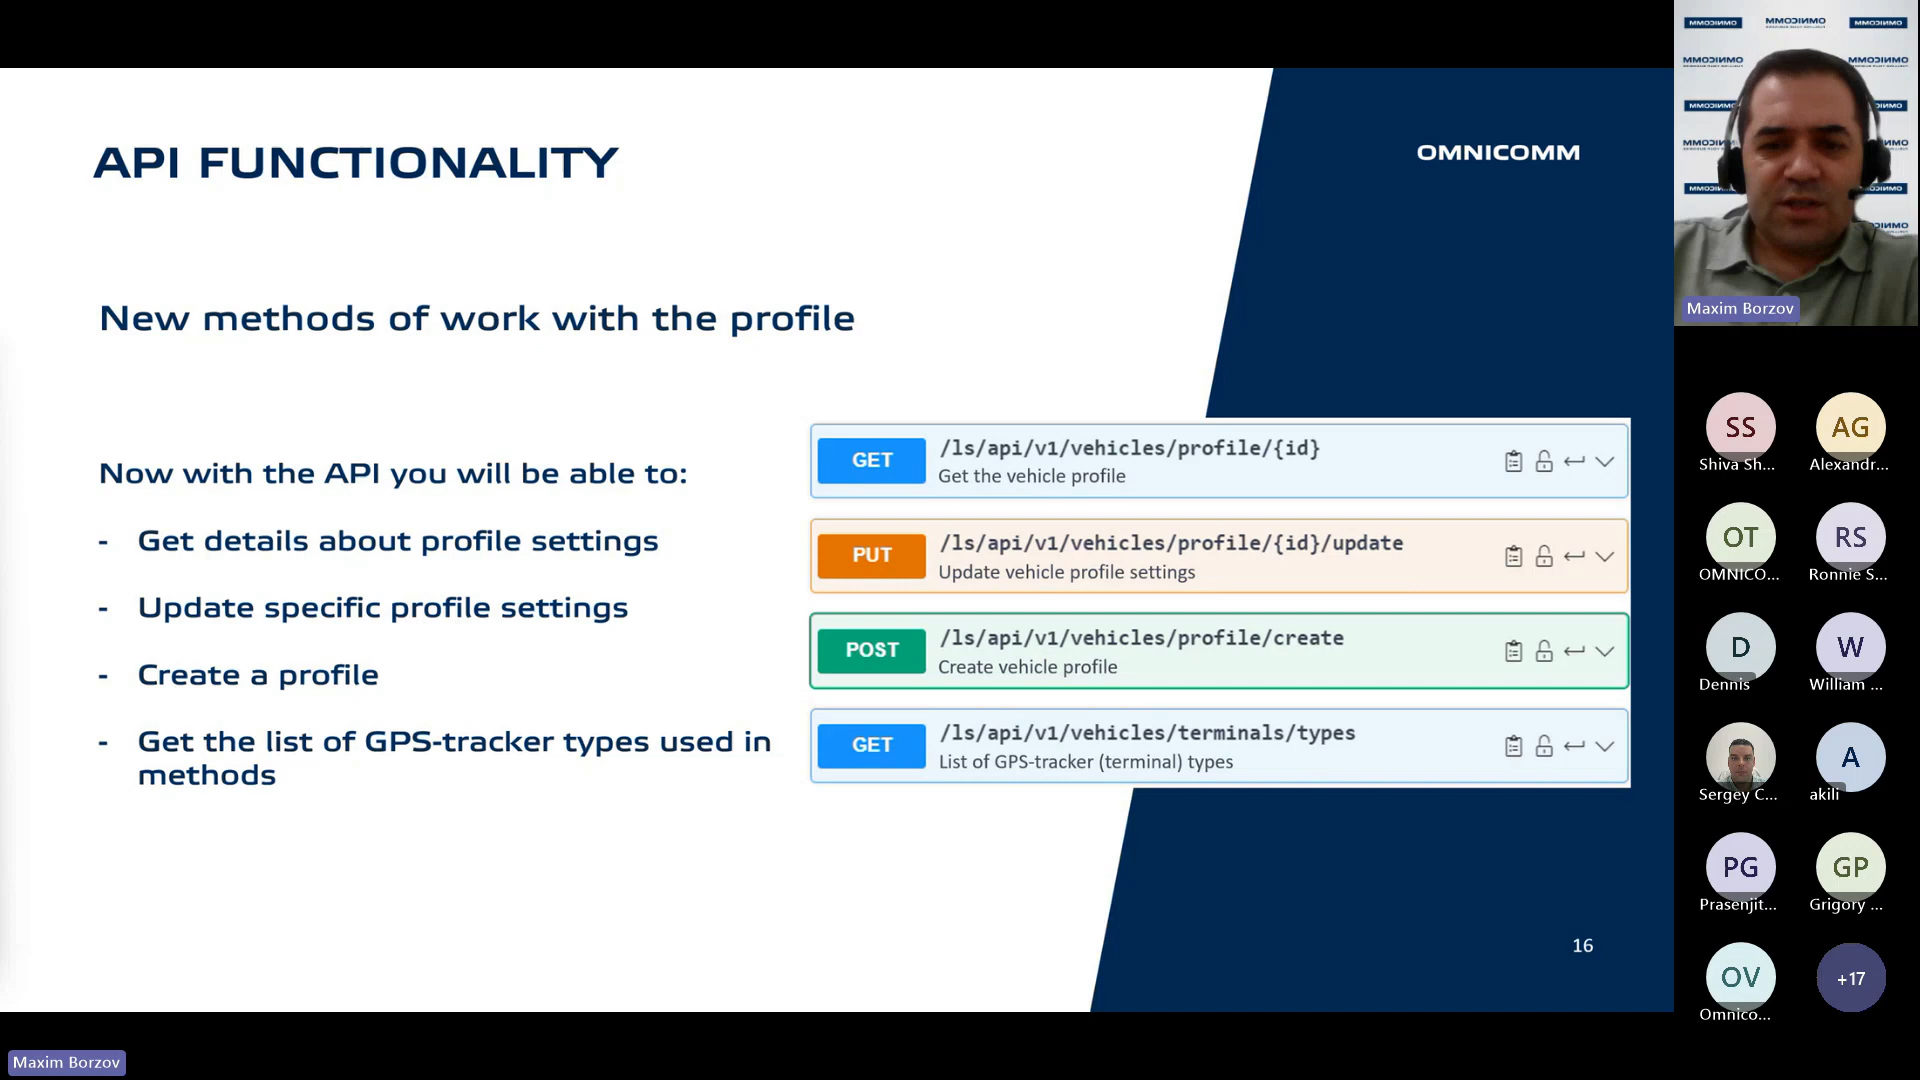 API FUNCTIONALITY
OMNICOMM
New methods of work with the profile
Now with the API you will be able to:
- Get details about profile settings
- Update specific profile settings
- Create a profile
- Get the list of GPS-tracker types used in
methods
GET
/ls/api/v1/vehicles/profile/{id}
Get the vehicle profile
PUT
/ls/api/v1/vehicles/profile/{id}/update
Update vehicle profile settings
POST
/ls/api/v1/vehicles/profile/create
Create vehicle profile
GET
/ls/api/v1/vehicles/terminals/types
List of GPS-tracker (terminal) types
16
Maxim Borzov
SS
Shiva Sh...
AG
Alexandr...
OT
OMNICO...
RS
Ronnie S...
D
Dennis
W
William ...
Sergey C...
A
akili
PG
Prasenjit...
GP
Grigory ...
OV
Omnico...
+17
Maxim Borzov